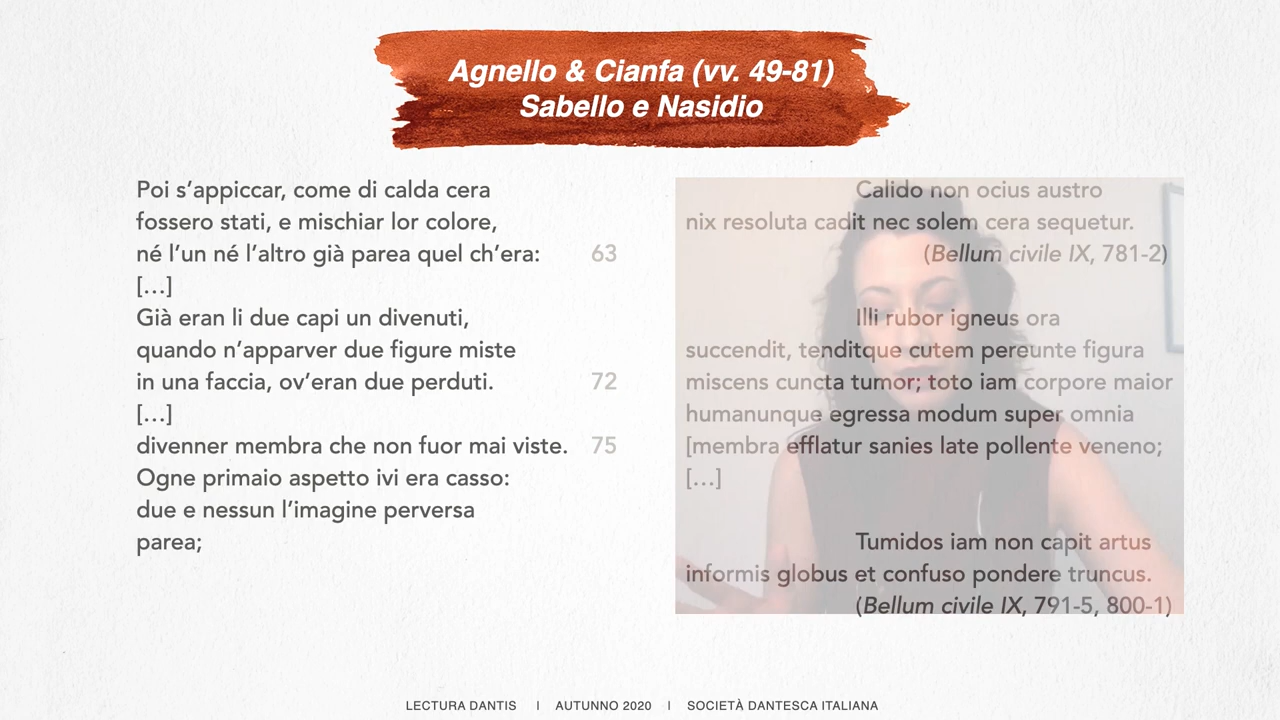 Agnello & Cianfa (vv. 49-81)
Sabello e Nasidio
Poi s’appiccar, come di calda cera
fossero stati, e mischiar lor colore,
né l’un né l’altro già parea quel ch’era: 63
[…]
Già eran li due capi un divenuti,
quando n’apparver due figure miste
in una faccia, ov’eran due perduti. 72
[…]
divenner membra che non fuor mai viste. 75
Ogne primaio aspetto ivi era casso:
due e nessun l’imagine perversa
parea;
Calido non ocius austro
nix resoluta cadit nec solem cera sequetur.
(Bellum civile IX, 781-2)
Illi rubor igneus ora
succendit, tenditque cutem pereunte figura
miscens cuncta tumor; toto iam corpore maior
humanunque egressa modum super omnia
[membra efflatur sanies late pollente veneno;
[…]
Tumidos iam non capit artus
informis globus et confuso pondere truncus.
(Bellum civile IX, 791-5, 800-1)
LECTURA DANTIS | AUTUNNO 2020 | SOCIETÀ DANTESCA ITALIANA